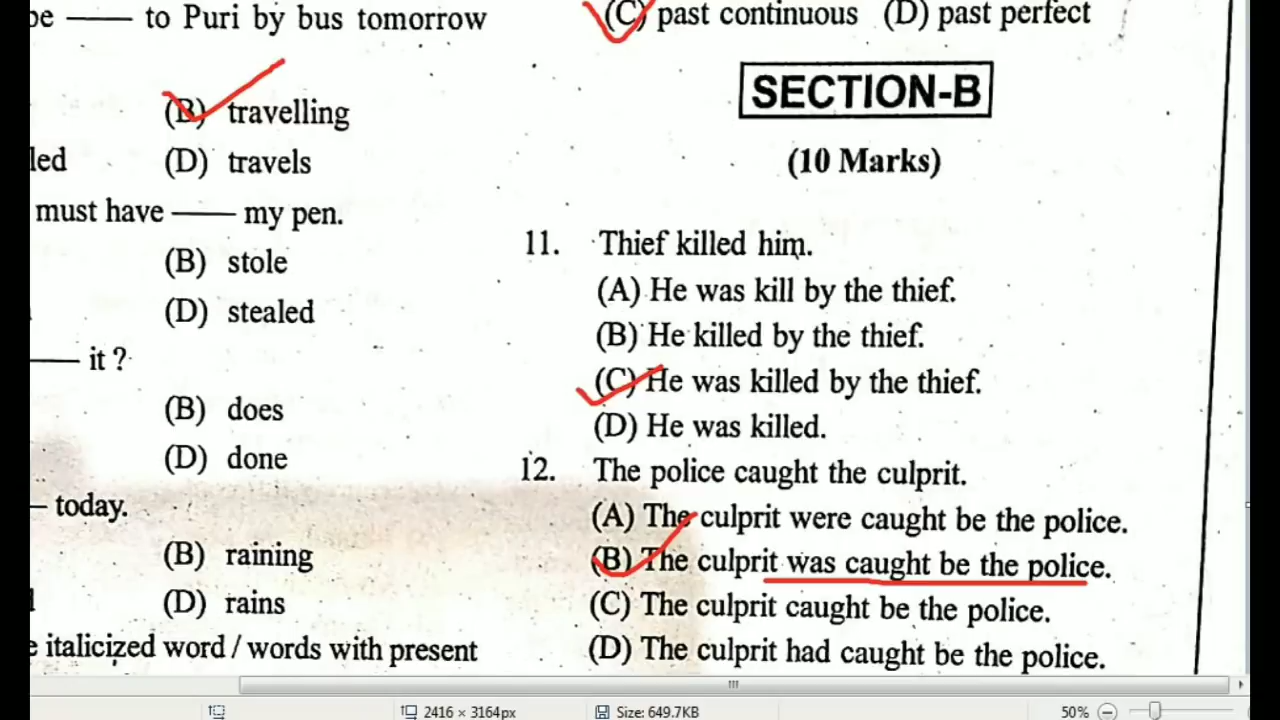 be —— to Puri by bus tomorrow
(B) travelling
led (D) travels
must have —— my pen.
(B) stole
(D) stealed
—— it ?
(B) does
(D) done
— today.
(B) raining
(D) rains
e italicized word / words with present
(C) past continuous (D) past perfect
SECTION-B
(10 Marks)
11. Thief killed him.
(A) He was kill by the thief.
(B) He killed by the thief.
(C) He was killed by the thief.
(D) He was killed.
12. The police caught the culprit.
(A) The culprit were caught be the police.
(B) The culprit was caught be the police.
(C) The culprit caught be the police.
(D) The culprit had caught be the police.
2416 × 3164px Size: 649.7KB 50%